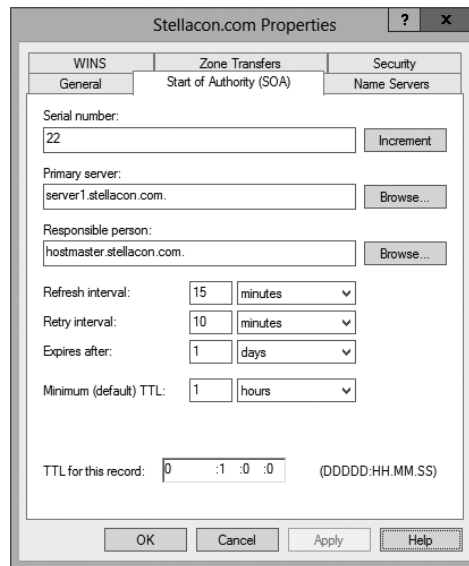 Stellacon.com Properties
? x
WINS Zone Transfers Security
General Start of Authority (SOA) Name Servers
Serial number:
22 Increment
Primary server:
server1.stellacon.com. Browse...
Responsible person:
hostmaster.stellacon.com. Browse...
Refresh interval: 15 minutes
Retry interval: 10 minutes
Expires after: 1 days
Minimum (default) TTL: 1 hours
TTL for this record: 0 :1 :0 :0 (DDDDD:HH.MM.SS)
OK Cancel Apply Help